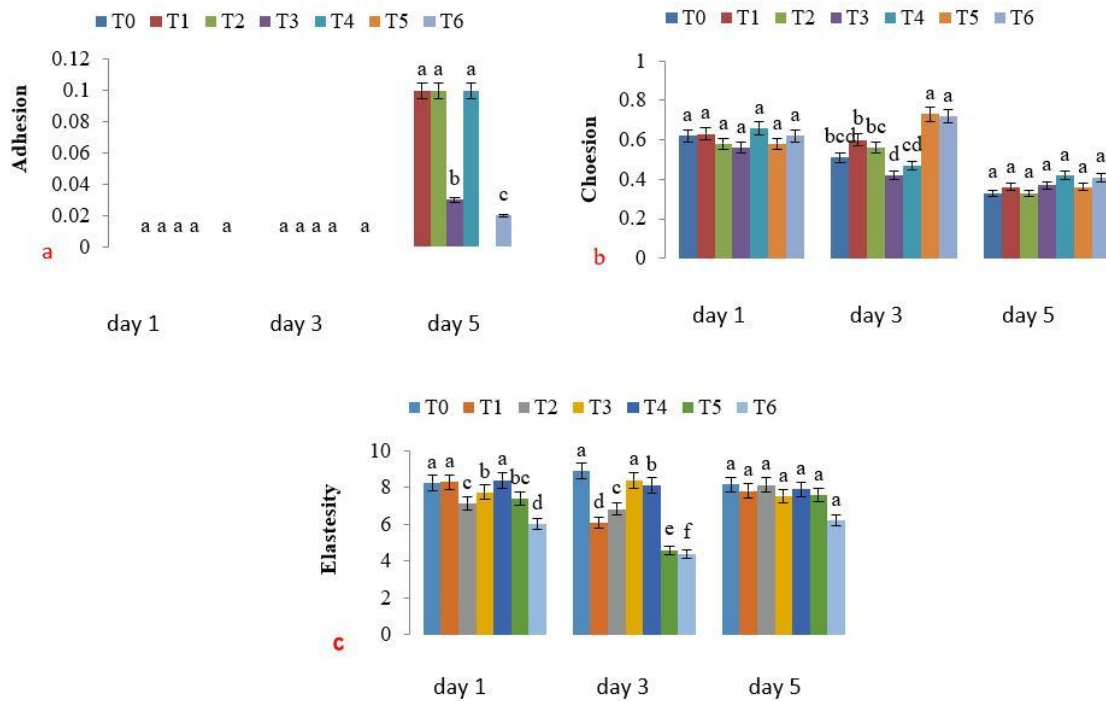 T0 T1 T2 T3 T4 T5 T6
Adhesion
0.12
0.1
0.08
0.06
0.04
0.02
0
a a a a a
a a a a a
a a b a c
a
day 1 day 3 day 5
T0 T1 T2 T3 T4 T5 T6
Choesion
1
0.8
0.6
0.4
0.2
0
a a a a a a a
bcd b bc d cd a a
a a a a a a a
b
day 1 day 3 day 5
T0 T1 T2 T3 T4 T5 T6
Elastesity
10
8
6
4
2
0
a a c b a bc d
a d c a b e f
a a a a a a a
c
day 1 day 3 day 5